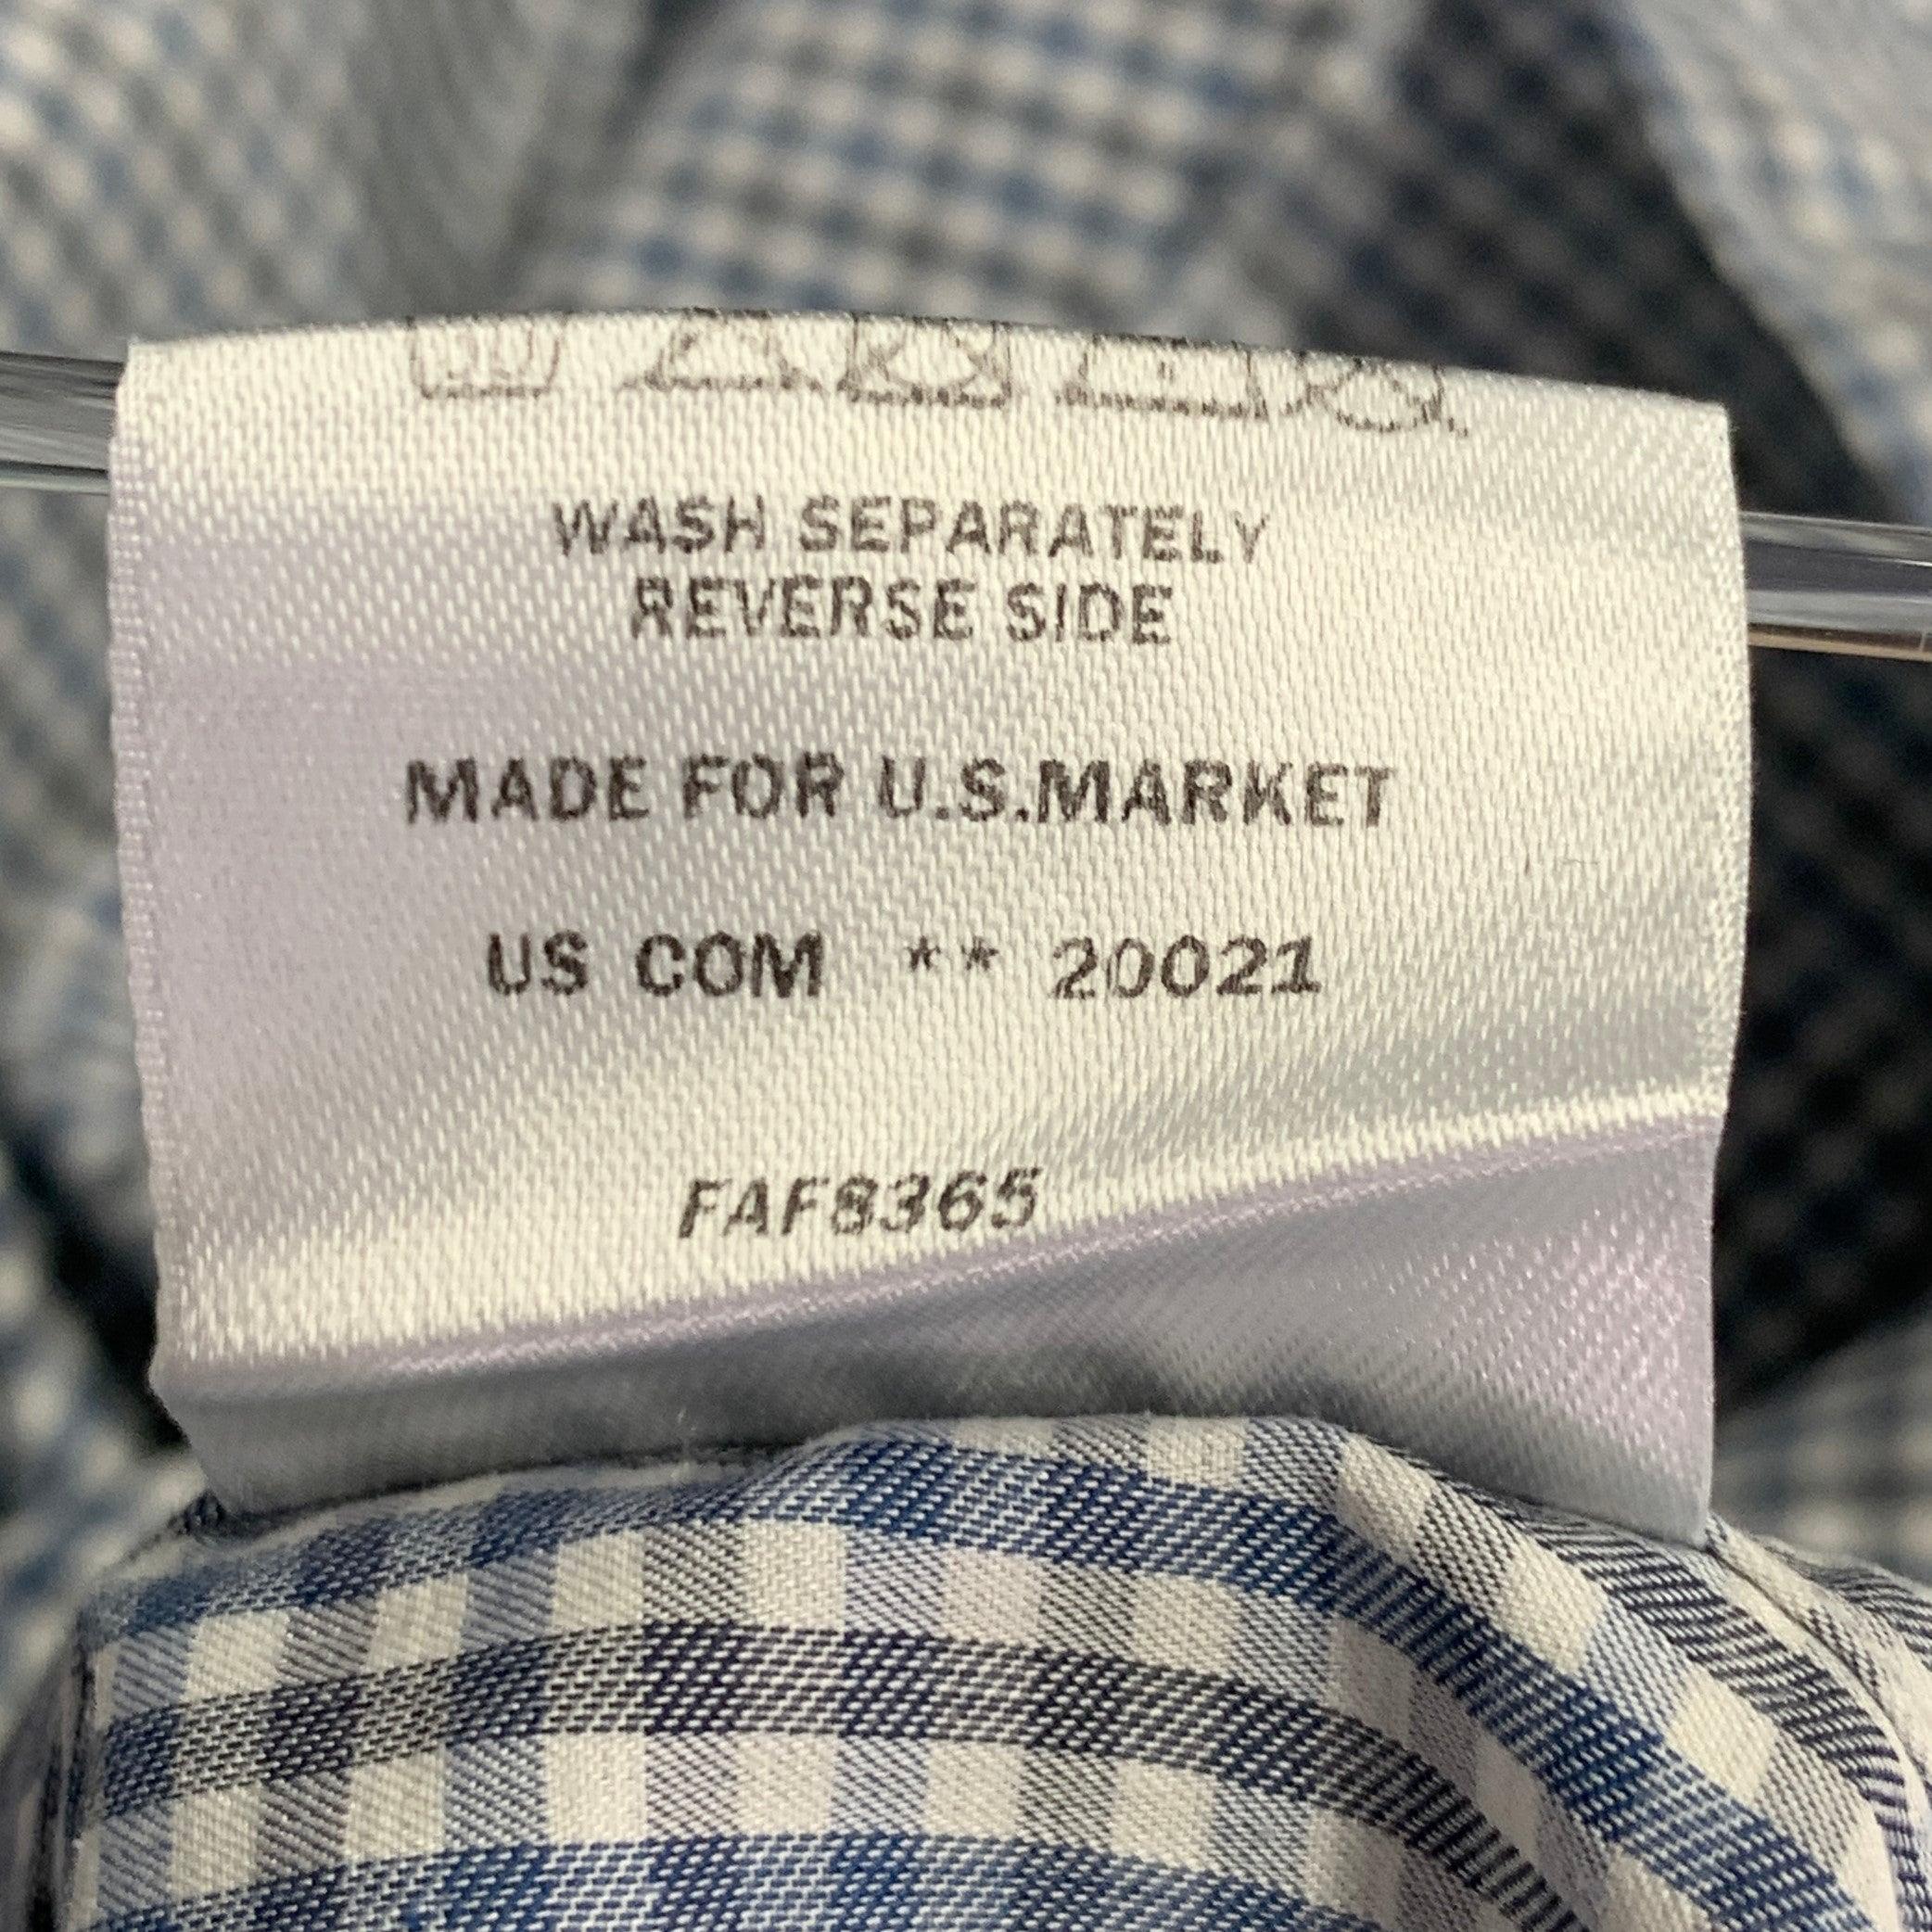 WASH SEPARATELY
REVERSE SIDE
MADE FOR U.S.MARKET
US COM ** 20021
FAF8365